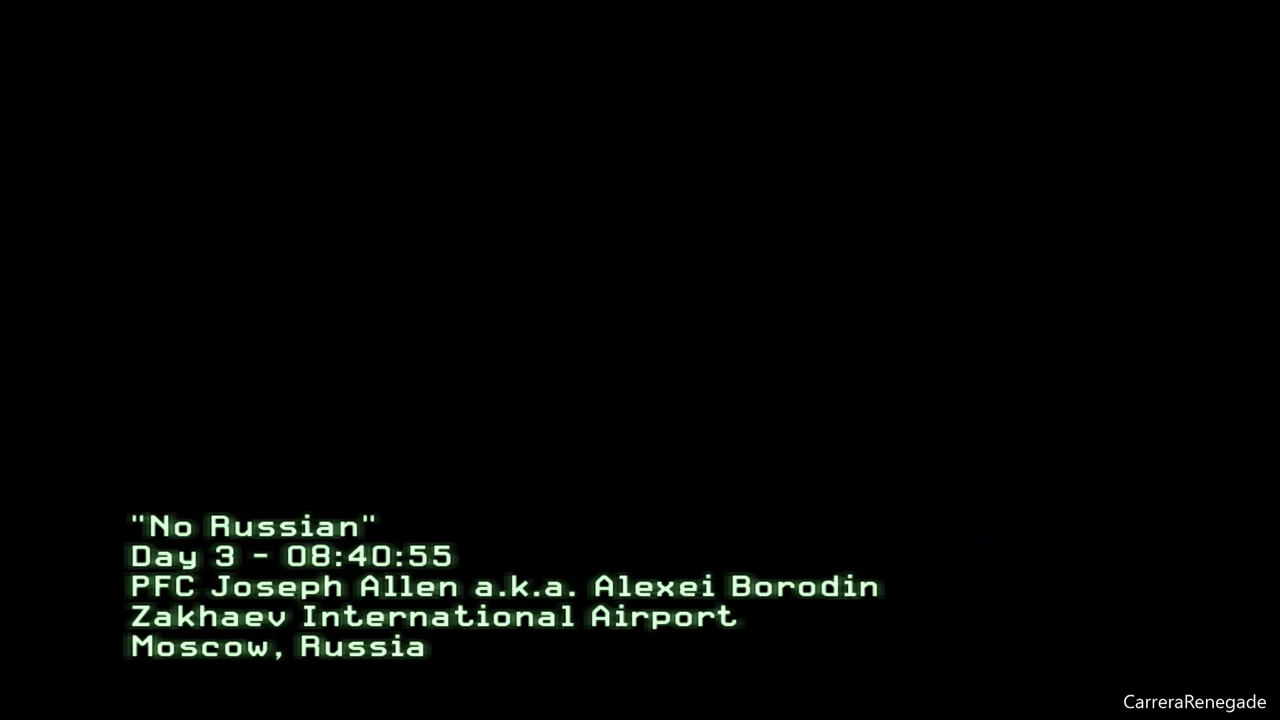 "No Russian"
Day 3 - 08:40:55
PFC Joseph Allen a.k.a. Alexei Borodin
Zakhaev International Airport
Moscow, Russia
CarreraRenegade